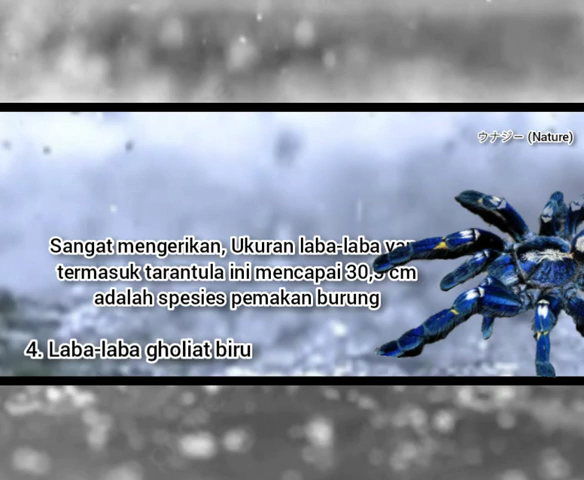 ウナジー (Nature)
Sangat mengerikan, Ukuran laba-laba
termasuk tarantula ini mencapai cm
adalah spesies pemakan burung
4. Laba-laba gholiat biru